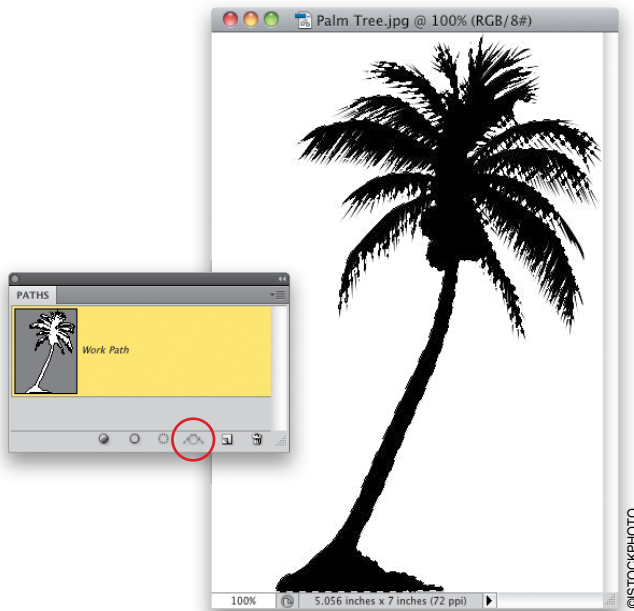 Palm Tree.jpg @ 100% (RGB/8#)
PATHS
Work Path
100%
5.056 inches x 7 inches (72 ppi)
©ISTOCKPHOTO